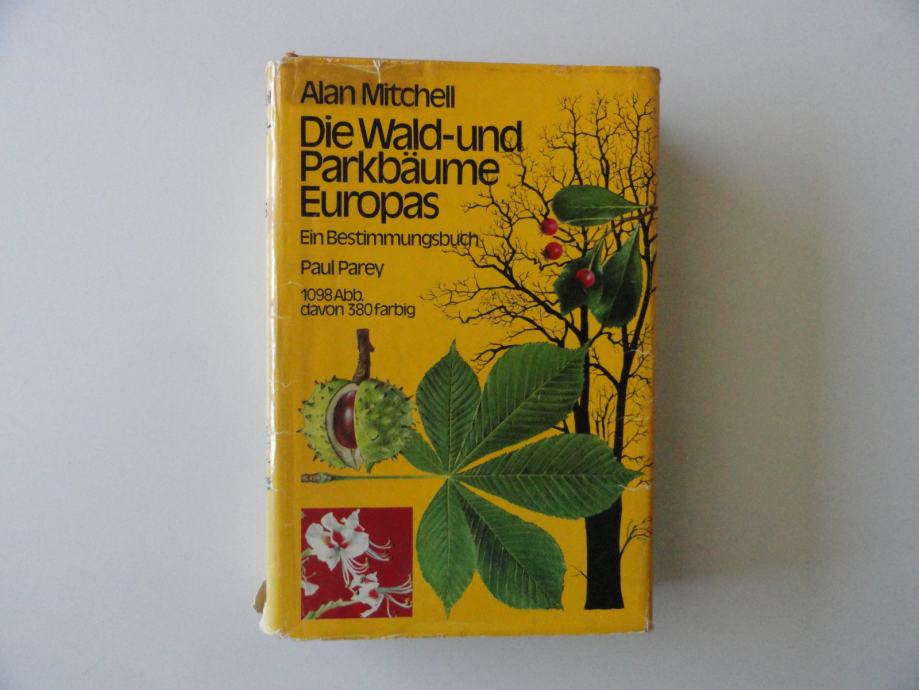 Alan Mitchell
Die Wald-und
Parkbäume
Europas
Ein Bestimmungsbuch
Paul Parey
1098 Abb.
davon 380 farbig